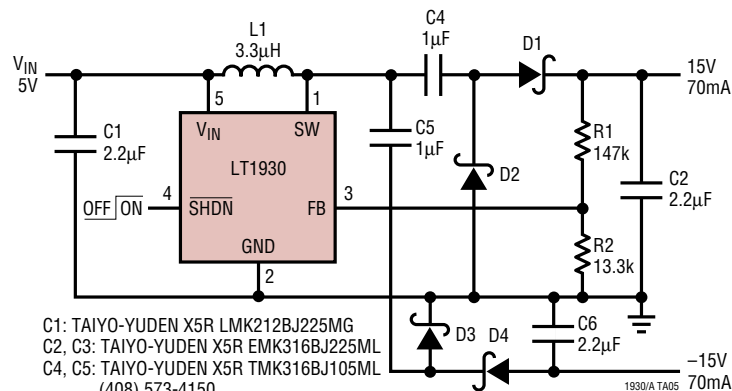 L1
3.3µH
C4
1µF
D1
VIN
5V
15V
70mA
5
1
VIN
SW
C1
2.2µF
C5
1µF
R1
147k
LT1930
D2
C2
2.2µF
OFF ON
4
SHDN
FB
3
GND
R2
13.3k
2
C1: TAIYO-YUDEN X5R LMK212BJ225MG
C2, C3: TAIYO-YUDEN X5R EMK316BJ225ML
C4, C5: TAIYO-YUDEN X5R TMK316BJ105ML
(408) 573-4150
D3
D4
C6
2.2µF
–15V
70mA
1930/A TA05